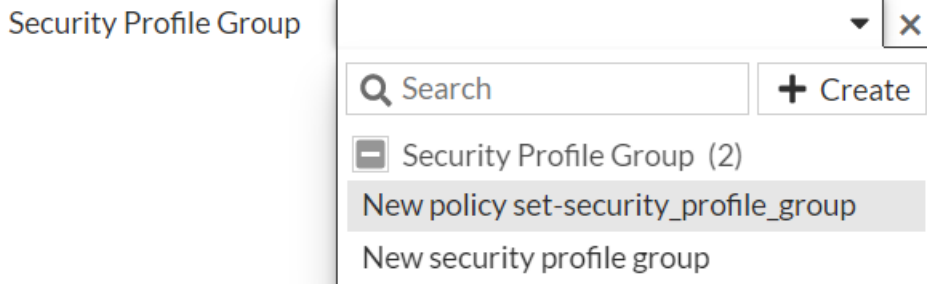 Security Profile Group
Search
Create
Security Profile Group (2)
New policy set-security_profile_group
New security profile group